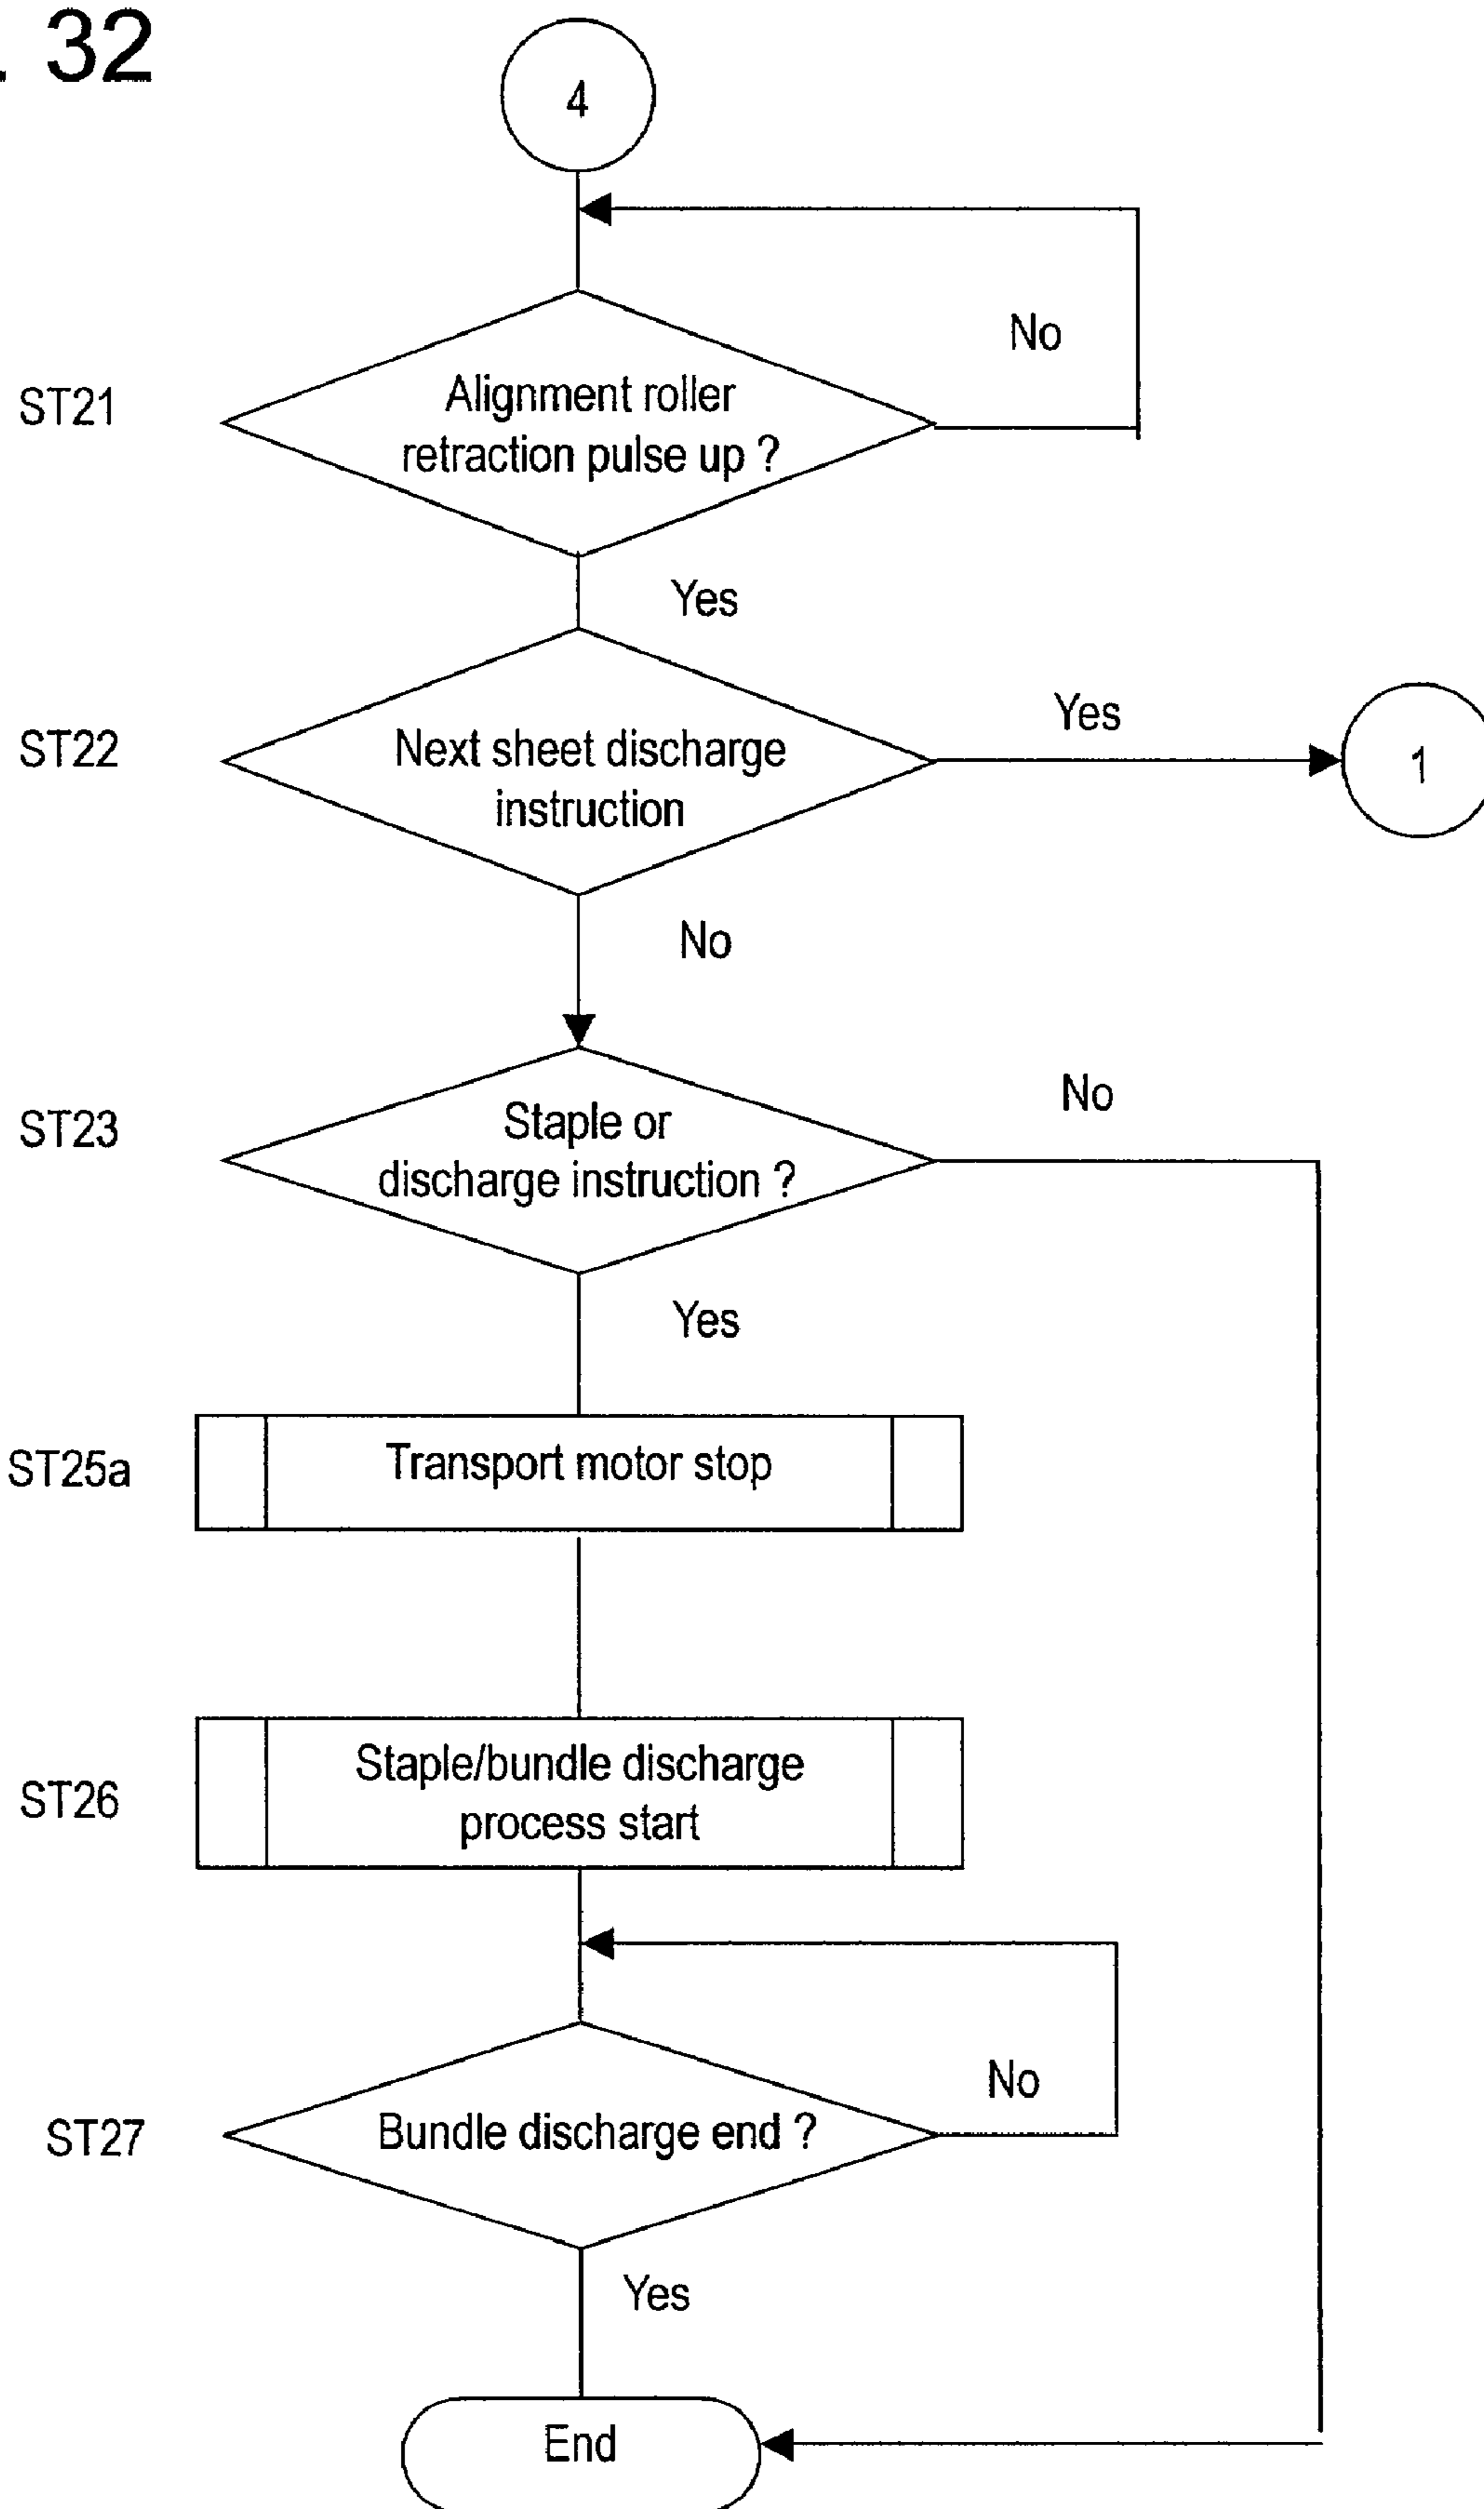 . 32
4
No
ST21
Alignment roller
retraction pulse up ?
Yes
ST22
Next sheet discharge
instruction
Yes
1
No
ST23
Staple or
discharge instruction ?
No
Yes
ST25a
Transport motor stop
ST26
Staple/bundle discharge
process start
No
ST27
Bundle discharge end ?
Yes
End